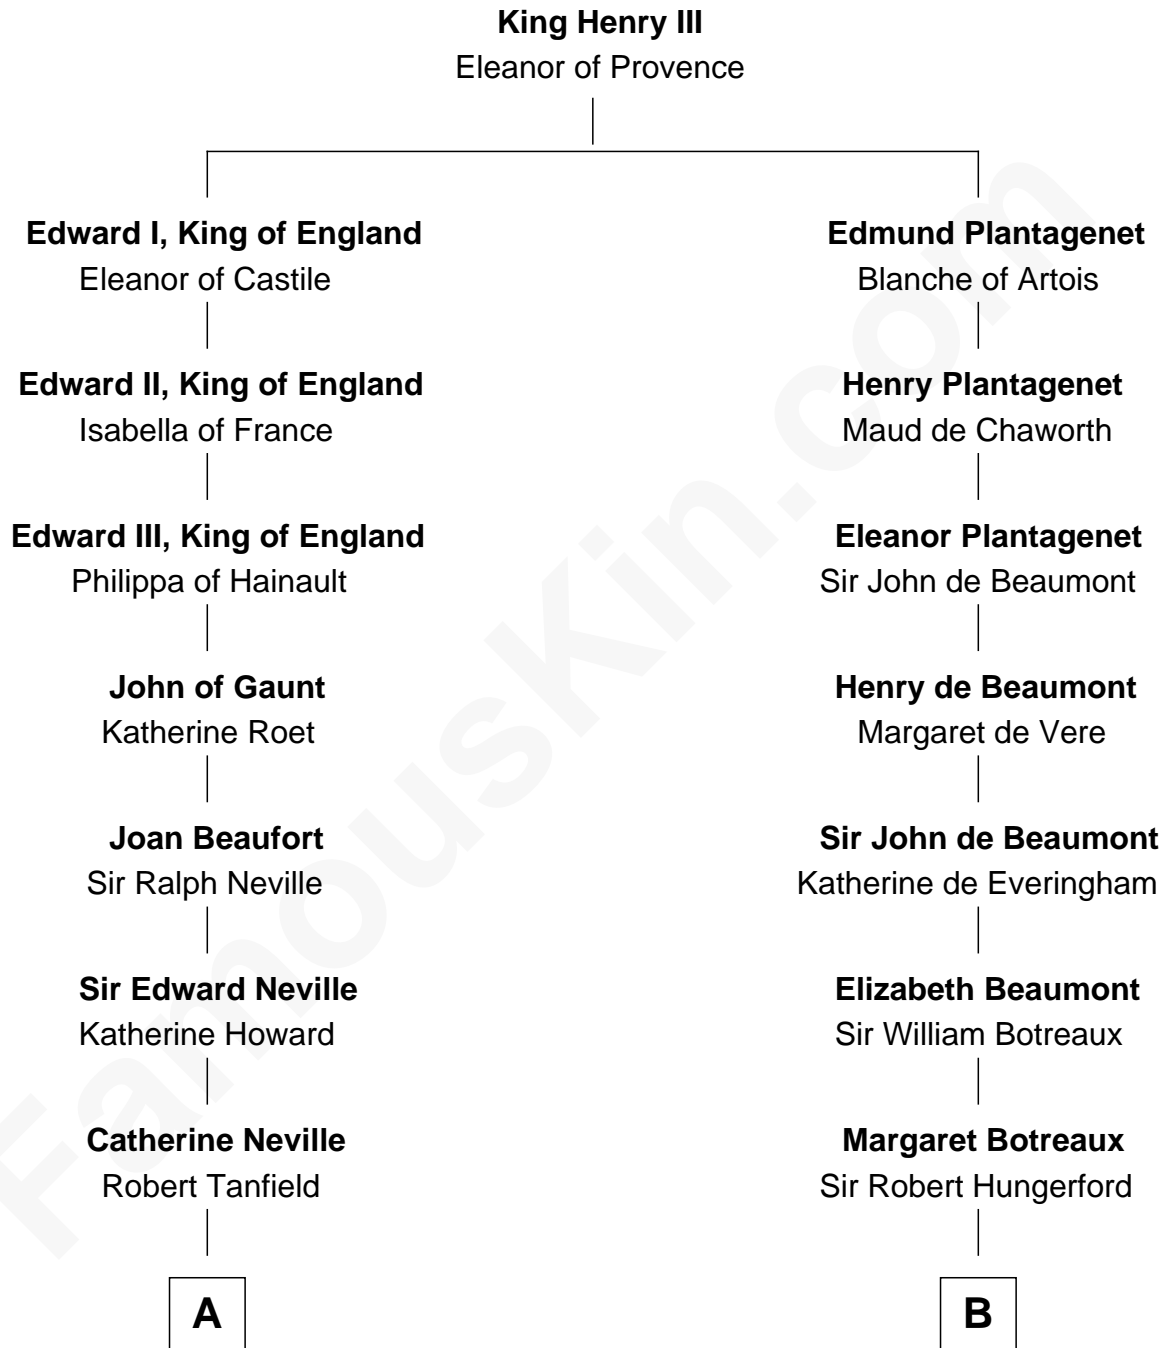 King Henry III
Eleanor of Provence
Edward I, King of England
Eleanor of Castile
Edward II, King of England
Isabella of France
Edward III, King of England
Philippa of Hainault
John of Gaunt
Katherine Roet
Joan Beaufort
Sir Ralph Neville
Sir Edward Neville
Katherine Howard
Catherine Neville
Robert Tanfield
A
Edmund Plantagenet
Blanche of Artois
Henry Plantagenet
Maud de Chaworth
Eleanor Plantagenet
Sir John de Beaumont
Henry de Beaumont
Margaret de Vere
Sir John de Beaumont
Katherine de Everingham
Elizabeth Beaumont
Sir William Botreaux
Margaret Botreaux
Sir Robert Hungerford
B
FamousKin.com